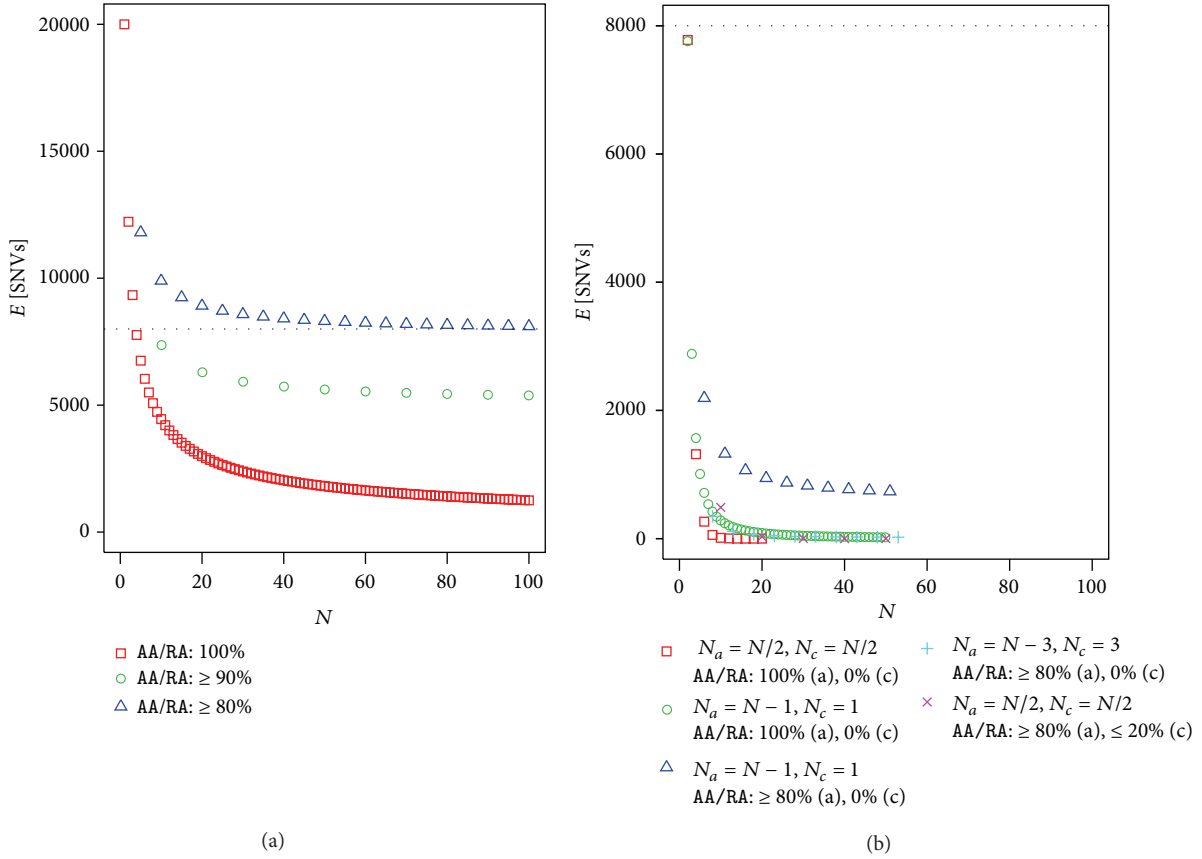 20000
15000
10000
5000
0
E [SNVs]
0 20 40 60 80 100
N
AA/RA: 100%
AA/RA: ≥ 90%
AA/RA: ≥ 80%
(a)
8000
6000
4000
2000
0
E [SNVs]
0 20 40 60 80 100
N
N_a = N/2, N_c = N/2
AA/RA: 100% (a), 0% (c)
N_a = N − 1, N_c = 1
AA/RA: 100% (a), 0% (c)
N_a = N − 1, N_c = 1
AA/RA: ≥ 80% (a), 0% (c)
N_a = N − 3, N_c = 3
AA/RA: ≥ 80% (a), 0% (c)
N_a = N/2, N_c = N/2
AA/RA: ≥ 80% (a), ≤ 20% (c)
(b)